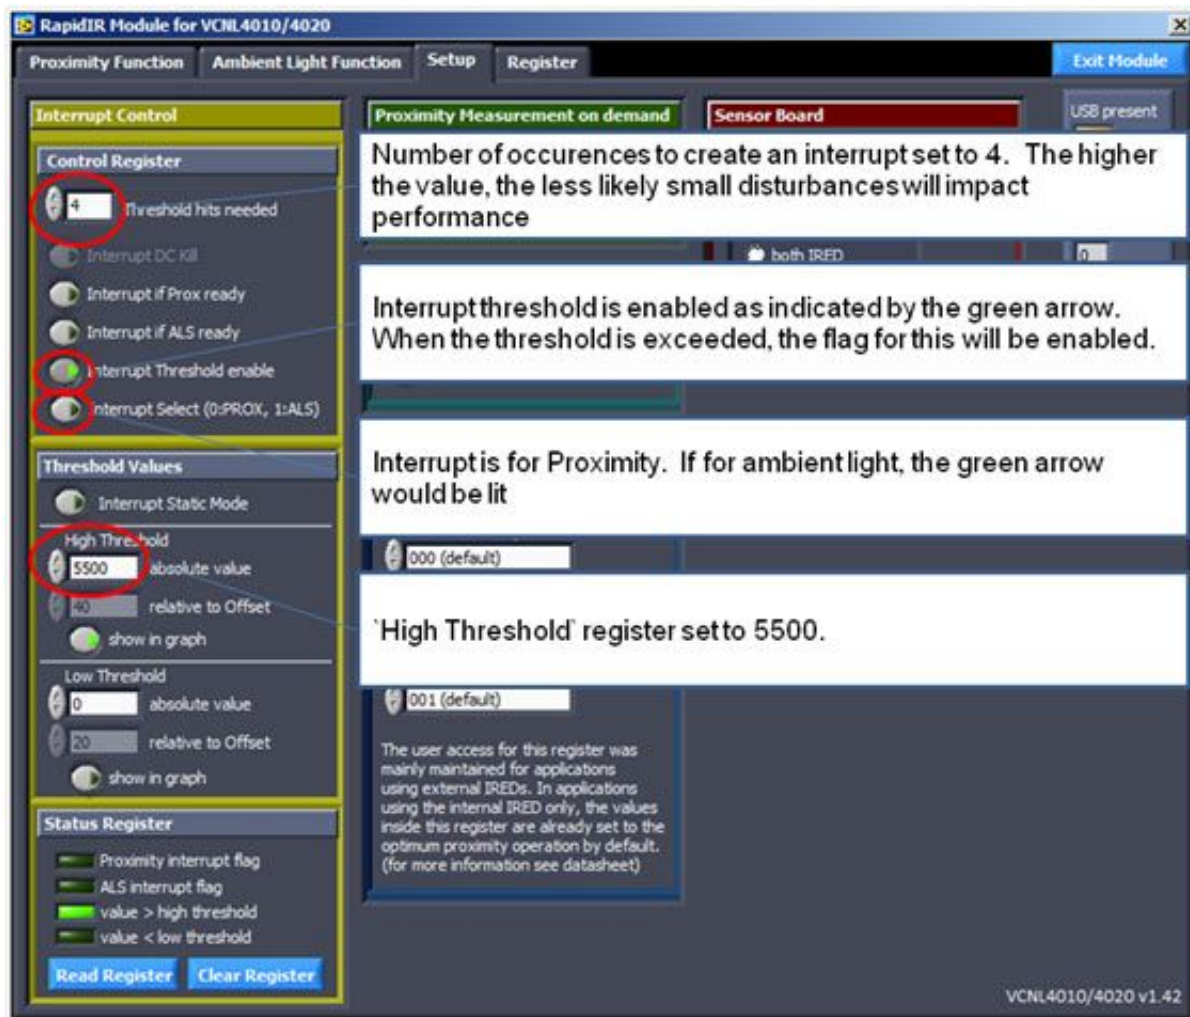 RapidIR Module for VCNL4010/4020
Proximity Function
Ambient Light Function
Setup
Register
Exit Module
Interrupt Control
Control Register
4
Threshold hits needed
Interrupt DC Kill
Interrupt if Prox ready
Interrupt if ALS ready
Interrupt Threshold enable
Interrupt Select (0:PROX, 1:ALS)
Threshold Values
Interrupt Static Mode
High Threshold
5500 absolute value
40 relative to Offset
show in graph
Low Threshold
0 absolute value
20 relative to Offset
show in graph
Status Register
Proximity interrupt flag
ALS interrupt flag
value > high threshold
value < low threshold
Read Register
Clear Register
Proximity Measurement on demand
Sensor Board
USB present
Number of occurences to create an interrupt set to 4. The higher
the value, the less likely small disturbances will impact
performance
both IRED
0
Interrupt threshold is enabled as indicated by the green arrow.
When the threshold is exceeded, the flag for this will be enabled.
Interrupt is for Proximity. If for ambient light, the green arrow
would be lit
000 (default)
`High Threshold` register set to 5500.
001 (default)
The user access for this register was
mainly maintained for applications
using external IREDs. In applications
using the internal IRED only, the values
inside this register are already set to the
optimum proximity operation by default.
(for more information see datasheet)
VCNL4010/4020 v1.42